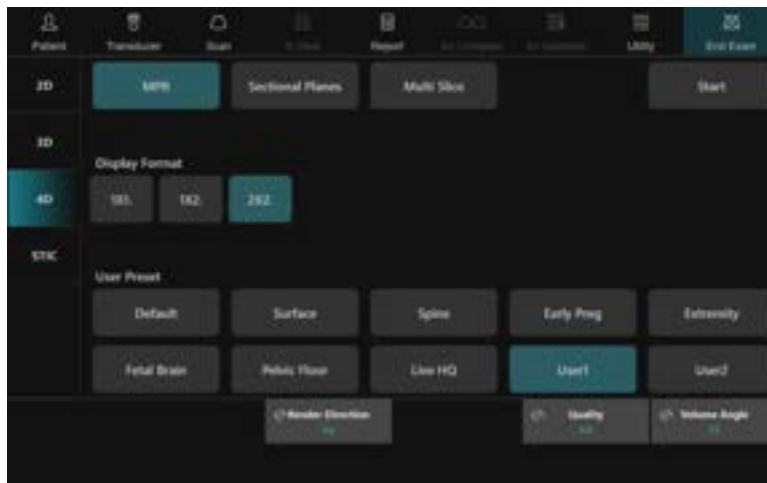 Patient Transducer Scan Report Utility End Exam
2D MPR Sectional Planes Multi Slice Start
3D
Display Format
4D 1X1. 1X2. 2X2.
STIC
User Preset
Default Surface Spine Early Preg Extremity
Fetal Brain Pelvic Floor Live HQ User1 User2
Render Direction Quality Volume Angle